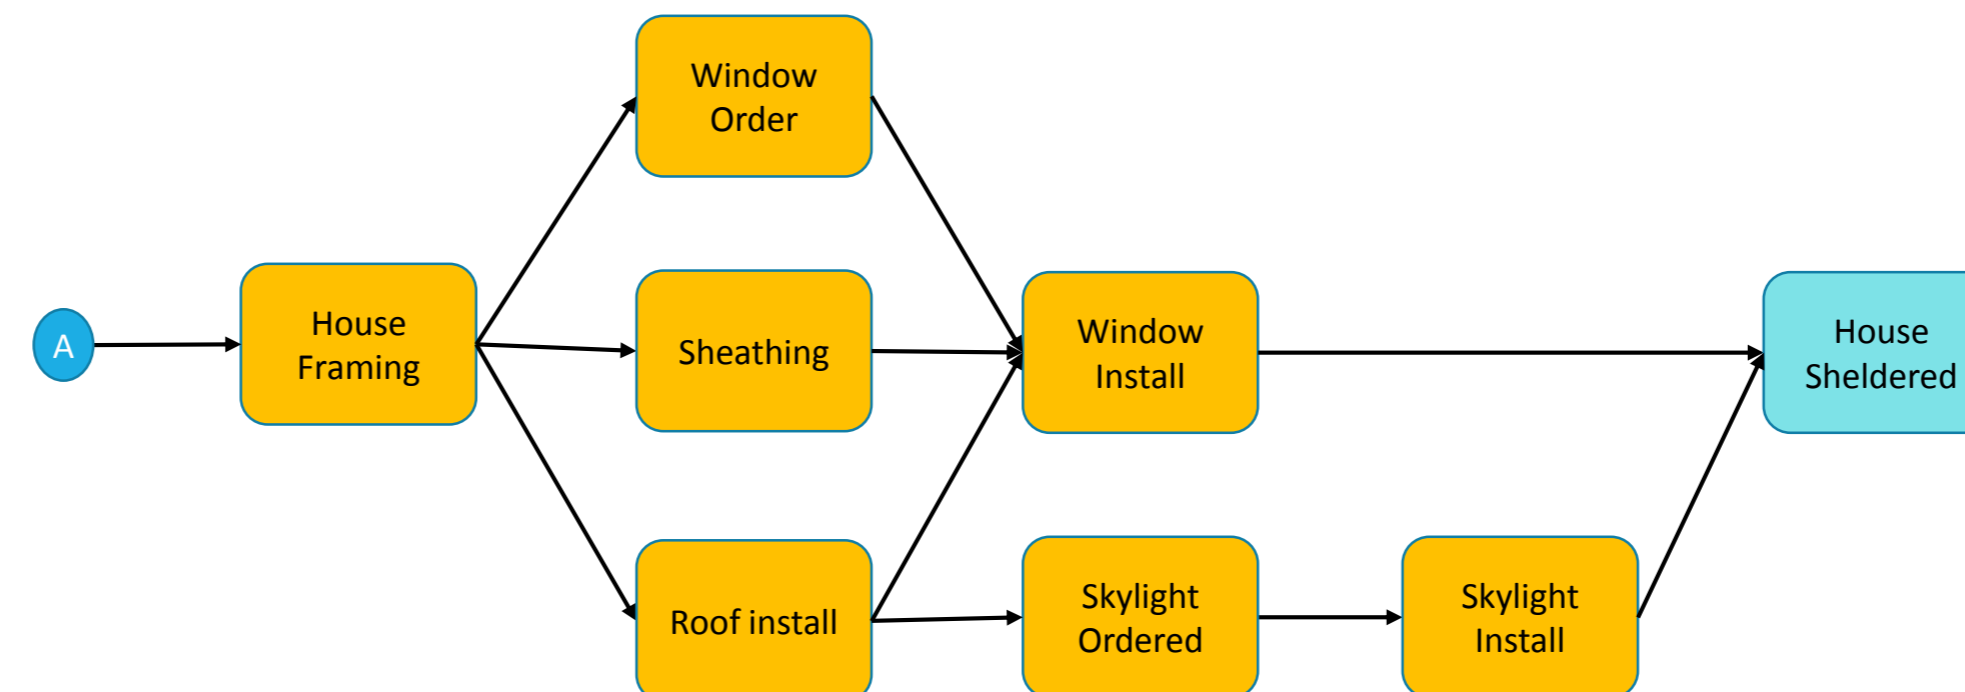 Window
Order
A
House
Framing
Sheathing
Window
Install
House
Sheldered
Roof install
Skylight
Ordered
Skylight
Install